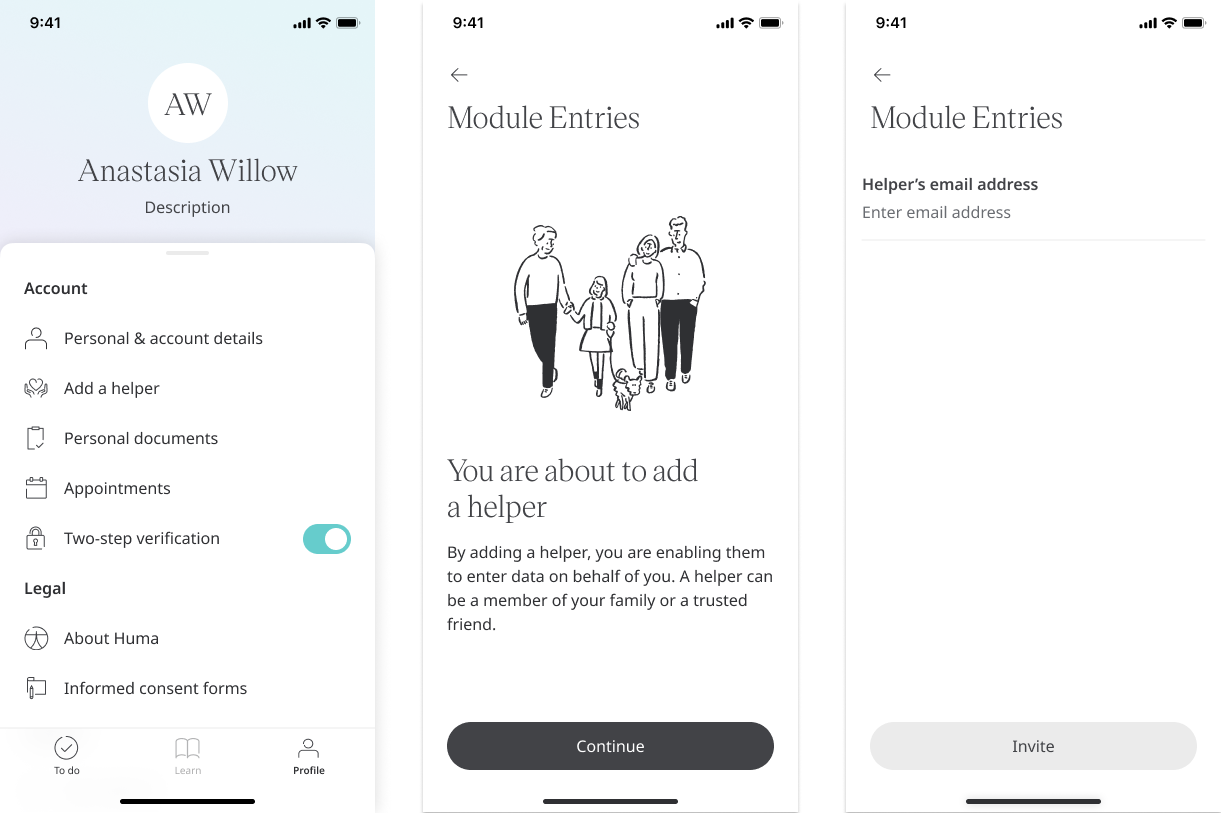 9:41
AW
Anastasia Willow
Description
Account
Personal & account details
Add a helper
Personal documents
Appointments
Two-step verification
Legal
About Huma
Informed consent forms
To do
Learn
Profile
9:41
Module Entries
You are about to add
a helper
By adding a helper, you are enabling them
to enter data on behalf of you. A helper can
be a member of your family or a trusted
friend.
Continue
9:41
Module Entries
Helper’s email address
Enter email address
Invite